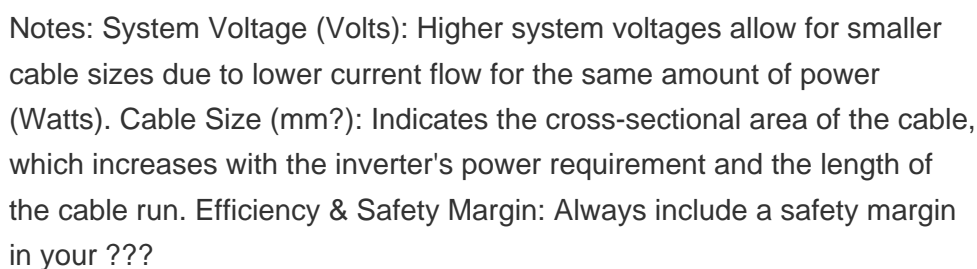 Notes: System Voltage (Volts): Higher system voltages allow for smaller
cable sizes due to lower current flow for the same amount of power
(Watts). Cable Size (mm?): Indicates the cross-sectional area of the cable,
which increases with the inverter's power requirement and the length of
the cable run. Efficiency & Safety Margin: Always include a safety margin
in your ???